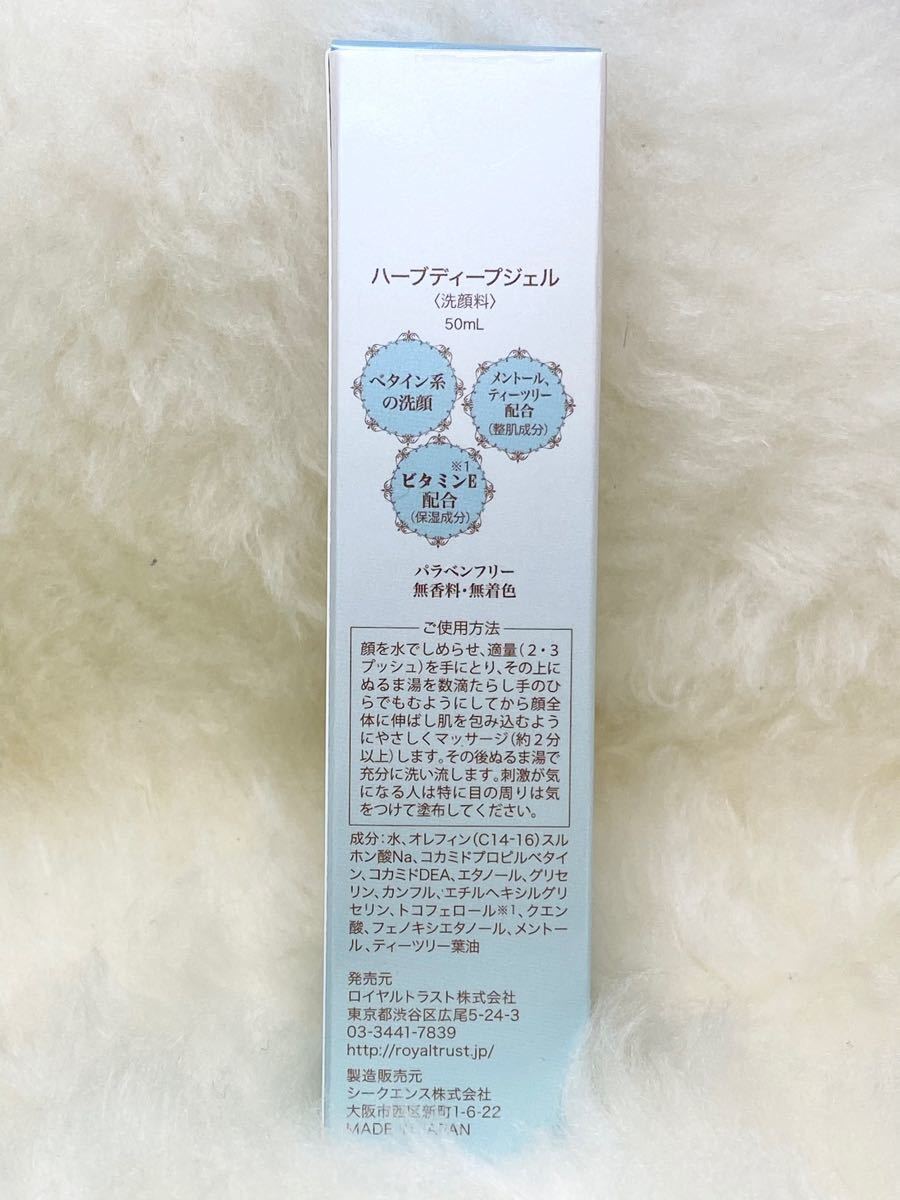 ハーブディープジェル
〈洗顔料〉
50mL
ベタイン系
の洗顔
メントール、
ティーツリー
配合
(整肌成分)
※1
ビタミンE
配合
(保湿成分)
パラベンフリー
無香料・無着色
ご使用方法
顔を水でしめらせ、適量(2・3
プッシュ)を手にとり、その上に
ぬるま湯を数滴たらし手のひ
らでもむようにしてから顔全
体に伸ばし肌を包み込むよう
にやさしくマッサージ(約2分
以上)します。その後ぬるま湯で
充分に洗い流します。刺激が気
になる人は特に目の周りは気
をつけて塗布してください。
成分:水、オレフィン(C14-16)スル
ホン酸Na、コカミドプロピルベタイ
ン、コカミドDEA、エタノール、グリセ
リン、カンフル、エチルヘキシルグリ
セリン、トコフェロール※1、クエン
酸、フェノキシエタノール、メントー
ル、ティーツリー葉油
発売元
ロイヤルトラスト株式会社
東京都渋谷区広尾5-24-3
03-3441-7839
http://royaltrust.jp/
製造販売元
シークエンス株式会社
大阪市西区新町1-6-22
MADE IN JAPAN